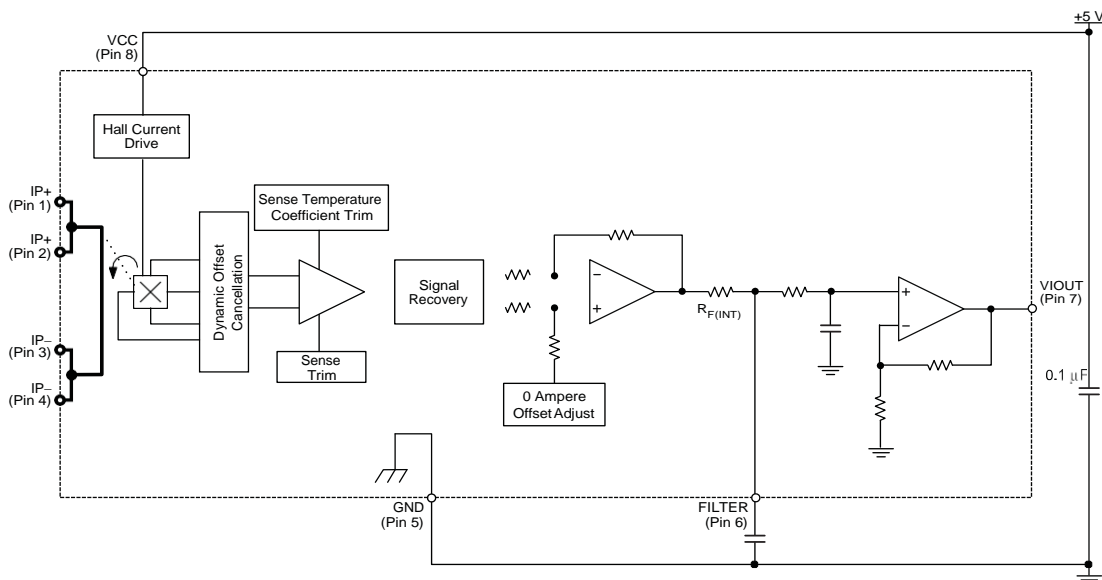 +5 V
VCC
(Pin 8)
Hall Current
Drive
IP+
(Pin 1)
IP+
(Pin 2)
IP−
(Pin 3)
IP−
(Pin 4)
Dynamic Offset
Cancellation
Sense Temperature
Coefficient Trim
Sense
Trim
Signal
Recovery
0 Ampere
Offset Adjust
−
+
RF(INT)
+
−
VIOUT
(Pin 7)
0.1 µF
GND
(Pin 5)
FILTER
(Pin 6)